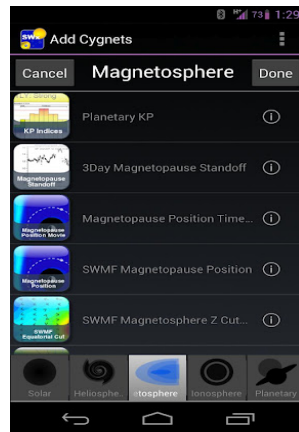 73 1:29
SWX
Add Cygnets
Cancel
Magnetosphere
Done
KP Indices
Planetary KP
Magnetopause
Standoff
3Day Magnetopause Standoff
Magnetopause
Position Movie
Magnetopause Position Time...
Magnetopause
Position
SWMF Magnetopause Position
SWMF
Equatorial Cut
SWMF Magnetosphere Z Cut...
Solar
Heliosphe..
etosphere
Ionosphere
Planetary